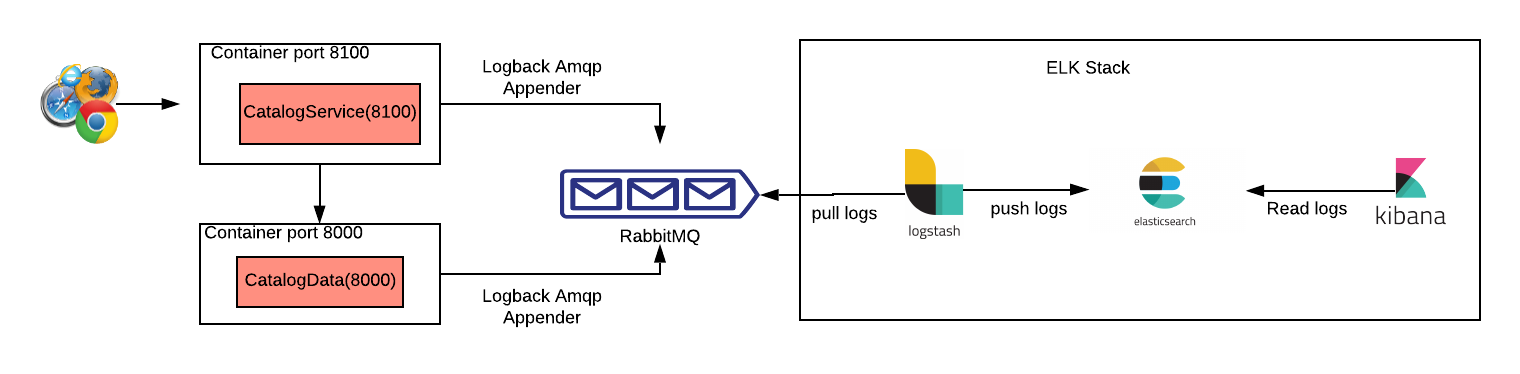 Container port 8100
CatalogService(8100)
Logback Amqp
Appender
ELK Stack
RabbitMQ
pull logs
logstash
push logs
elasticsearch
Read logs
kibana
Container port 8000
CatalogData(8000)
Logback Amqp
Appender